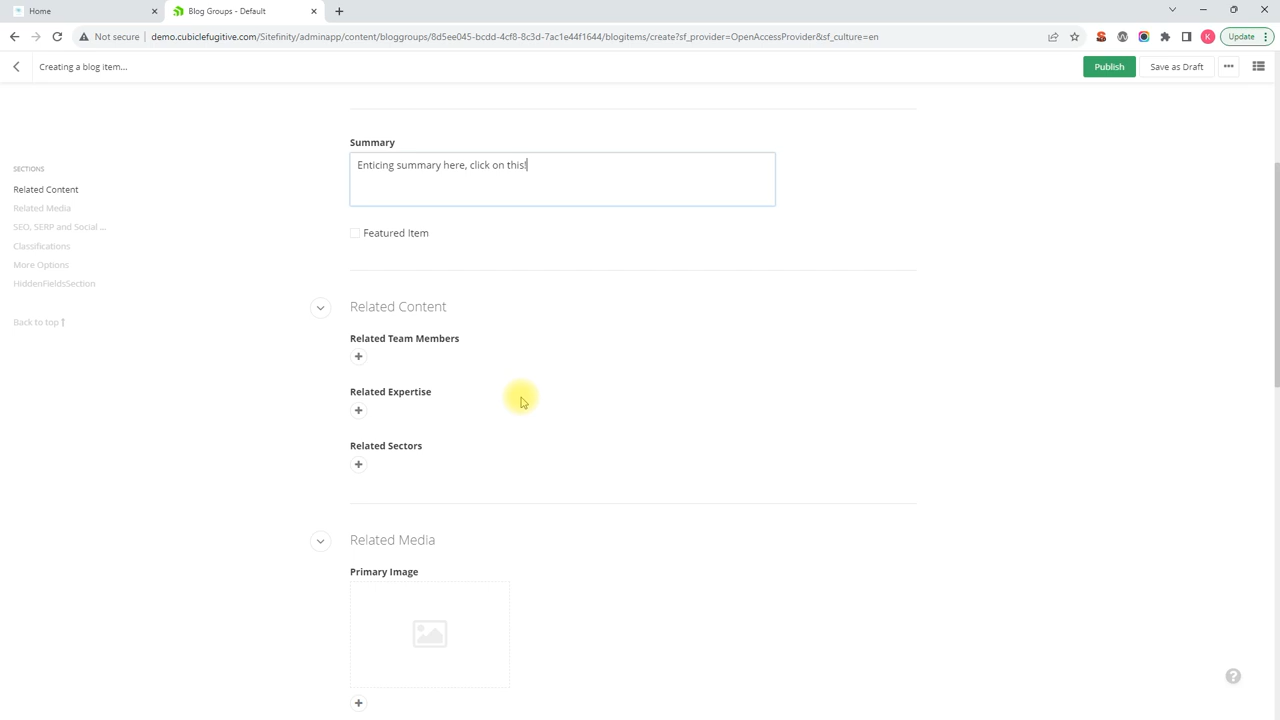 Home
Blog Groups - Default
Not secure
demo.cubiclefugitive.com/Sitefinity/adminapp/content/bloggroups/8d5ee045-bcdd-4cf8-8c3d-7ac1e44f1644/blogitems/create?sf_provider=OpenAccessProvider&sf_culture=en
K
Update
Creating a blog item...
Publish
Save as Draft
SECTIONS
Related Content
Related Media
SEO, SERP and Social ...
Classifications
More Options
HiddenFieldsSection
Back to top
Summary
Enticing summary here, click on this!
Featured Item
Related Content
Related Team Members
Related Expertise
Related Sectors
Related Media
Primary Image